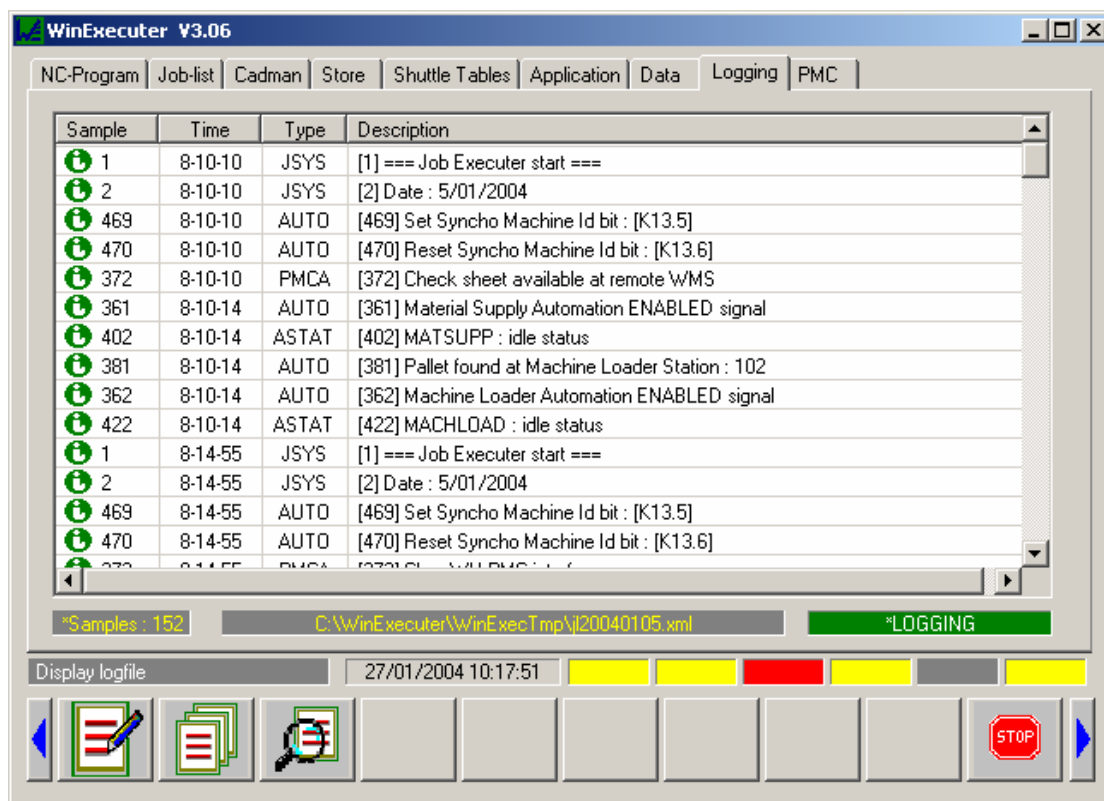 WinExecuter V3.06
NC-Program Job-list Cadman Store Shuttle Tables Application Data Logging PMC
Sample Time Type Description
1 8-10-10 JSYS [1] === Job Executer start ===
2 8-10-10 JSYS [2] Date : 5/01/2004
469 8-10-10 AUTO [469] Set Syncho Machine Id bit : [K13.5]
470 8-10-10 AUTO [470] Reset Syncho Machine Id bit : [K13.6]
372 8-10-10 PMCA [372] Check sheet available at remote WMS
361 8-10-14 AUTO [361] Material Supply Automation ENABLED signal
402 8-10-14 ASTAT [402] MATSUPP : idle status
381 8-10-14 AUTO [381] Pallet found at Machine Loader Station : 102
362 8-10-14 AUTO [362] Machine Loader Automation ENABLED signal
422 8-10-14 ASTAT [422] MACHLOAD : idle status
1 8-14-55 JSYS [1] === Job Executer start ===
2 8-14-55 JSYS [2] Date : 5/01/2004
469 8-14-55 AUTO [469] Set Syncho Machine Id bit : [K13.5]
470 8-14-55 AUTO [470] Reset Syncho Machine Id bit : [K13.6]
*Samples : 152 C:\WinExecuter\WinExecTmp\jl20040105.xml *LOGGING
Display logfile 27/01/2004 10:17:51
STOP